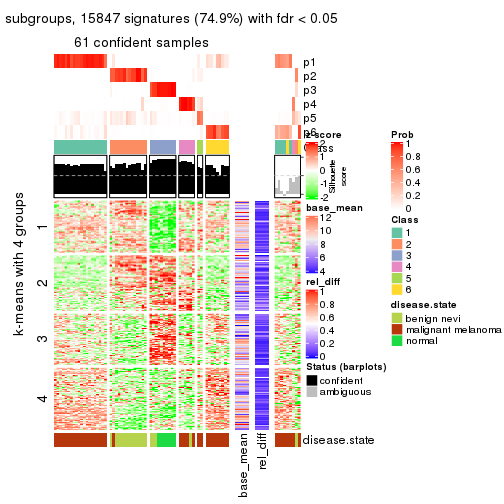 subgroups, 15847 signatures (74.9%) with fdr < 0.05
61 confident samples
p1
p2
p3
p4
p5
p6
z-score
2
1
0
-1
-2
Silhouette
score
Prob
1
0.8
0.6
0.4
0.2
0
base_mean
12
10
8
6
4
Class
1
2
3
4
5
6
rel_diff
1
0.8
0.6
0.4
0.2
0
disease.state
benign nevi
malignant melanoma
normal
Status (barplots)
confident
ambiguous
k-means with 4 groups
1
2
3
4
disease.state
base_mean
rel_diff